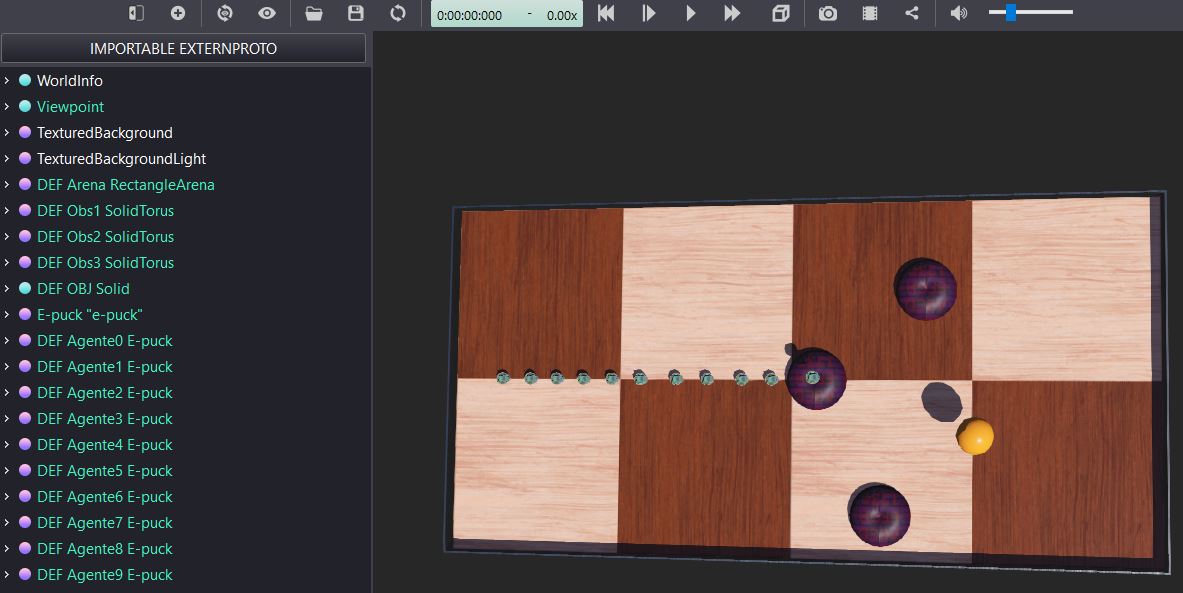 0:00:00:000 - 0.00x
IMPORTABLE EXTERNPROTO
WorldInfo
Viewpoint
TexturedBackground
TexturedBackgroundLight
DEF Arena RectangleArena
DEF Obs1 SolidTorus
DEF Obs2 SolidTorus
DEF Obs3 SolidTorus
DEF OBJ Solid
E-puck "e-puck"
DEF Agente0 E-puck
DEF Agente1 E-puck
DEF Agente2 E-puck
DEF Agente3 E-puck
DEF Agente4 E-puck
DEF Agente5 E-puck
DEF Agente6 E-puck
DEF Agente7 E-puck
DEF Agente8 E-puck
DEF Agente9 E-puck